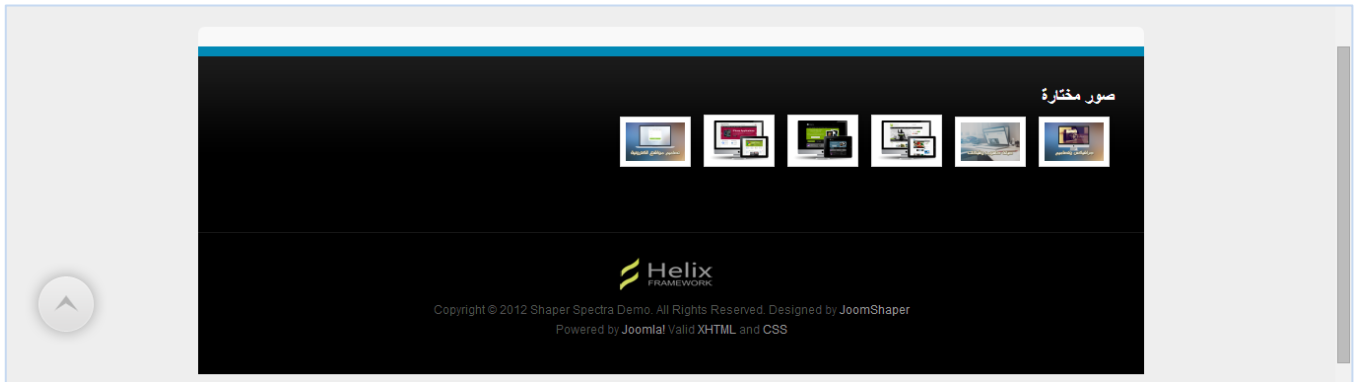 صور مختارة
Helix
FRAMEWORK
Copyright © 2012 Shaper Spectra Demo. All Rights Reserved. Designed by JoomShaper
Powered by Joomla! Valid XHTML and CSS